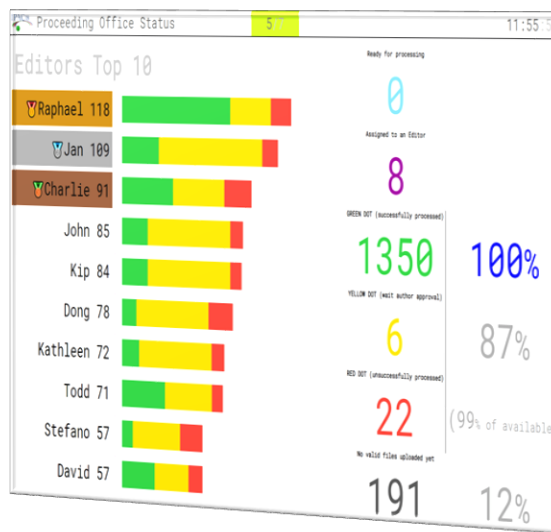 Proceeding Office Status
11:55
Editors Top 10
Raphael 118
Jan 109
Charlie 91
John 85
Kip 84
Dong 78
Kathleen 72
Todd 71
Stefano 57
David 57
Ready for processing
0
Assigned to an Editor
8
GREEN DOT (successfully processed)
1350
100%
YELLOW DOT (wait author approval)
6
87%
RED DOT (unsuccessfully processed)
22
(99% of available
No valid files uploaded yet
191
12%